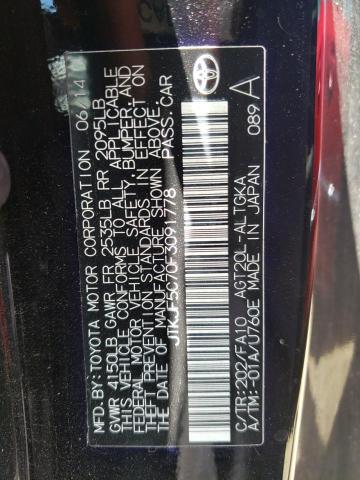 MFD.BY:TOYOTA MOTOR CORPORATION 06/14
GVWR 4150LB GAWR FR 2535LB RR 2095LB
THIS VEHICLE CONFORMS TO ALL APPLICABLE
FEDERAL MOTOR VEHICLE SAFETY, BUMPER, AND
THEFT PREVENTION STANDARDS IN EFFECT ON
THE DATE OF MANUFACTURE SHOWN ABOVE.
JTKJF5C70F3091778 PASS.CAR
TOYOTA
C/TR:202/FA10 AGT20L-ALTGKA
A/TM:-01A/U760E MADE IN JAPAN 089 A